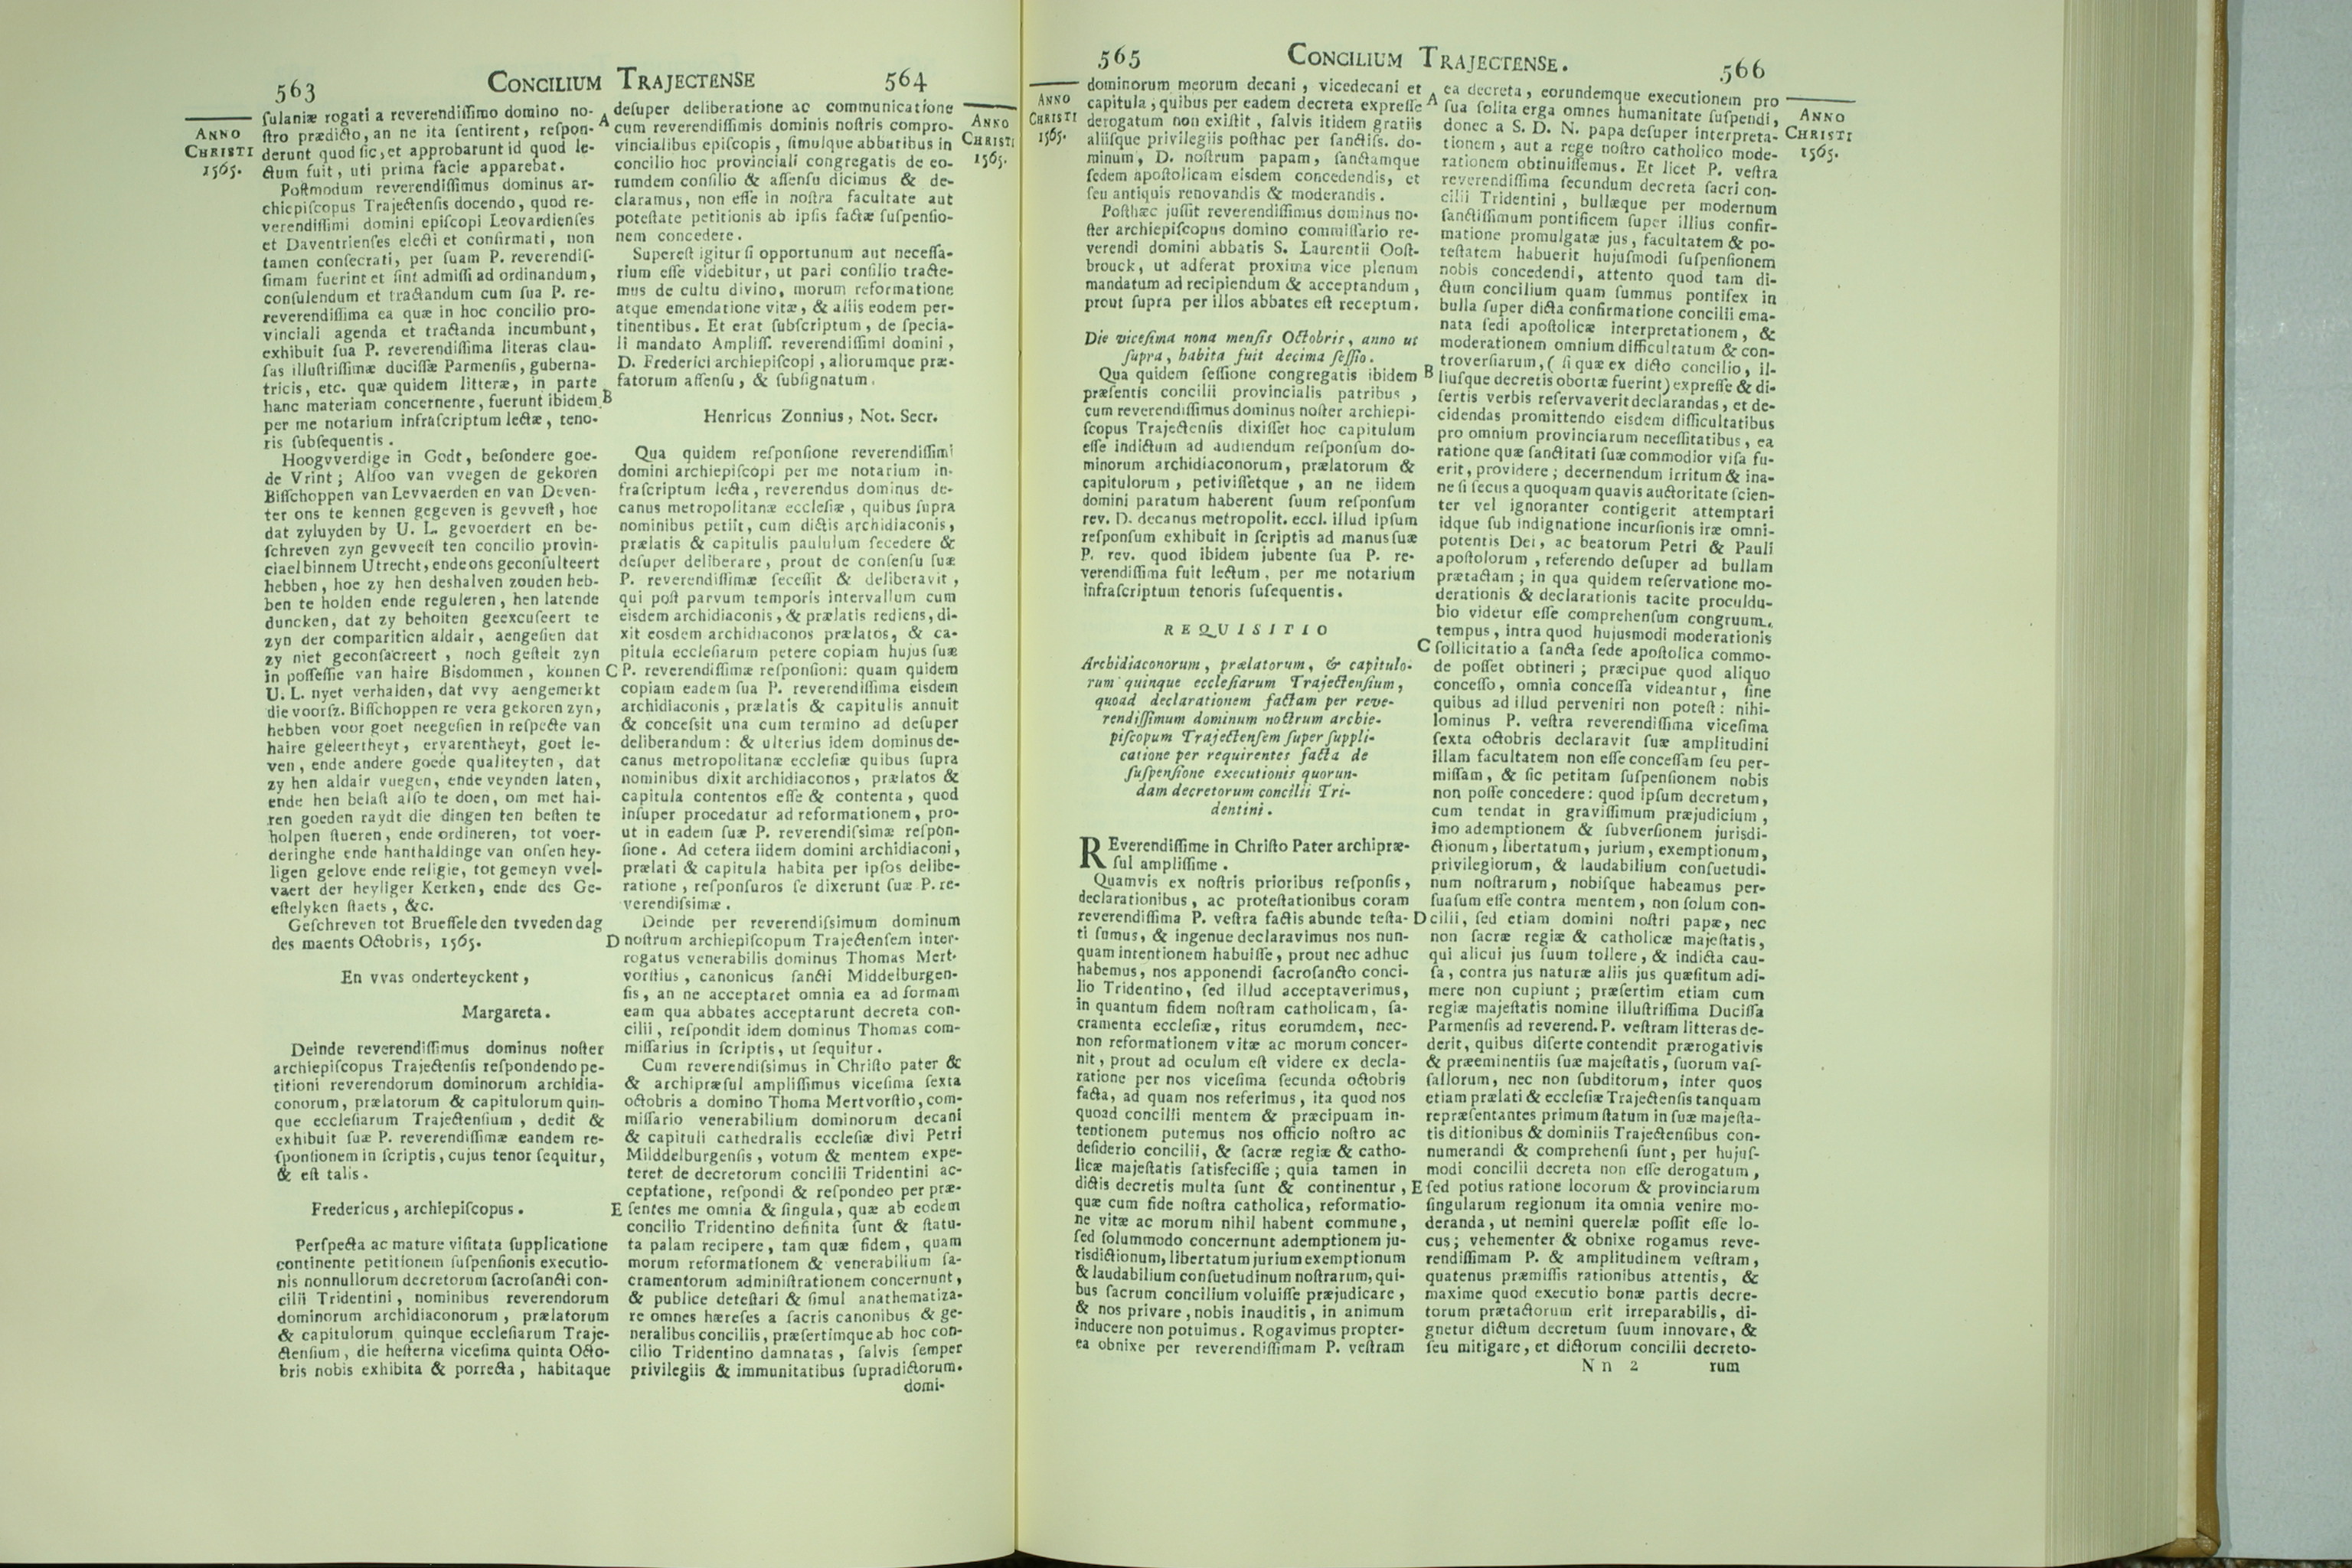 563
CONCILIUM TRAJECTENSE
564
ANNO
CHRISTI
1565.
ſulaniæ rogati a reverendiſſimo domino no-
ſtro prædicto, an ne ita ſentirent, reſpon-
derunt quod ſic, et approbarunt id quod le-
ctum fuit, uti prima facie apparebat.
Poſtmodum reverendiſſimus dominus ar-
chiepiſcopus Trajectenſis docendo, quod re-
verendiſſimi domini epiſcopi Leovardienſes
et Daventrienſes electi et confirmati, non
tamen conſecrati, per ſuam P. reverendiſ-
ſimam fuerint et ſint admiſſi ad ordinandum,
conſulendum et tractandum cum ſua P. re-
reverendiſſima ea quæ in hoc concilio pro-
vinciali agenda et tractanda incumbunt,
exhibuit ſua P. reverendiſſima literas clau-
ſas illuſtriſſimæ duciſſæ Parmenſis, guberna-
tricis, etc. quæ quidem litteræ, in parte
hanc materiam concernente, fuerunt ibidem
per me notarium infraſcriptum lectæ, teno-
ris ſubſequentis.
Hoogvverdige in Godt, beſondere goe-
de Vrint; Alſoo van vvegen de gekoren
Biſſchoppen van Levvaerden en van Deven-
ter ons te kennen gegeven is gevveſt, hoe
dat zyluyden by U. L. gevoerdert en be-
ſchreven zyn gevveeſt ten concilio provin-
ciael binnem Utrecht, ende ons geconſulteert
hebben, hoe zy hen deshalven zouden heb-
ben te holden ende reguleren, hen latende
duncken, dat zy behoiten geexcuſeert te
zyn der comparitien aldair, aengeſien dat
zy niet geconſacreert, noch geſtelt zyn
in poſſeſſie van haire Bisdommen, konnen
U. L. nyet verhalden, dat vvy aengemerkt
die voorſz. Biſſchoppen re vera gekoren zyn,
hebben voor goet neegeſien in reſpecte van
haire geleertheyt, ervarentheyt, goet le-
ven, ende andere goede qualiteyten, dat
zy hen aldair vuegen, ende veynden laten,
ende hen belaſt alſo te doen, om met hai-
ren goeden raydt die dingen ten beſten te
holpen ſtueren, ende ordineren, tot voer-
deringhe ende hanthaldinge van onſen hey-
ligen gelove ende religie, tot gemeyn vvel-
vaert der heyliger Kerken, ende des Ge-
eſtelyken ſtaets, &c.
Geſchreven tot Brueſſele den tvveden dag
des maents Octobris, 1565.
En vvas onderteyckent,
Margareta.
Deinde reverendiſſimus dominus noſter
archiepiſcopus Trajectenſis reſpondendo pe-
titioni reverendorum dominorum archidia-
conorum, prælatorum & capitulorum quin-
que eccleſiarum Trajectenſium, dedit &
exhibuit ſuæ P. reverendiſſimæ eandem re-
ſponſionem in ſcriptis, cujus tenor ſequitur,
& eſt talis.
Fredericus, archiepiſcopus.
Perſpecta ac mature viſitata ſupplicatione
continente petitionem ſuſpenſionis executio-
nis nonnullorum decretorum ſacroſancti con-
cilii Tridentini, nominibus reverendorum
dominorum archidiaconorum, prælatorum
& capitulorum quinque eccleſiarum Traje-
ctenſium, die heſterna viceſima quinta Octo-
bris nobis exhibita & porrecta, habitaque
A
B
C
D
E
deſuper deliberatione ac communicatione
cum reverendiſſimis dominis noſtris compro-
vincialibus epiſcopis, ſimulque abbatibus in
concilio hoc provinciali congregatis de eo-
rumdem conſilio & aſſenſu dicimus & de-
claramus, non eſſe in noſtra facultate aut
poteſtate petitionis ab ipſis factæ ſuſpenſio-
nem concedere.
Supereſt igitur ſi opportunum aut neceſſa-
rium eſſe videbitur, ut pari conſilio tracte-
mus de cultu divino, morum reformatione
atque emendatione vitæ, & aliis eodem per-
tinentibus. Et erat ſubſcriptum, de ſpecia-
li mandato Ampliſſ. reverendiſſimi domini,
D. Frederici archiepiſcopi, aliorumque præ-
fatorum aſſenſu, & ſubſignatum.
Henricus Zonnius, Not. Secr.
Qua quidem reſponſione reverendiſſimi
domini archiepiſcopi per me notarium in-
fraſcriptum lecta, reverendus dominus de-
canus metropolitanæ eccleſiæ, quibus ſupra
nominibus petiit, cum dictis archidiaconis,
prælatis & capitulis paululum ſecedere &
deſuper deliberare, prout de conſenſu ſuæ
P. reverendiſſimæ ſeceſſit & deliberavit,
qui poſt parvum temporis intervallum cum
eisdem archidiaconis, & prælatis rediens, di-
xit eosdem archidiaconos prælatos, & ca-
pitula eccleſiarum petere copiam hujus ſuæ
P. reverendiſſimæ reſponſioni: quam quidem
copiam eadem ſua P. reverendiſſima eisdem
archidiaconis, prælatis & capitulis annuit
& conceſsit una cum termino ad deſuper
deliberandum: & ulterius idem dominus de-
canus metropolitanæ eccleſiæ quibus ſupra
nominibus dixit archidiaconos, prælatos &
capitula contentos eſſe & contenta, quod
inſuper procedatur ad reformationem, pro-
ut in eadem ſuæ P. reverendiſsimæ reſpon-
ſione. Ad cetera iidem domini archidiaconi,
prælati & capitula habita per ipſos delibe-
ratione, reſponſuros ſe dixerunt ſuæ P. re-
verendiſsimæ.
Deinde per reverendiſsimum dominum
noſtrum archiepiſcopum Trajectenſem inter-
rogatus venerabilis dominus Thomas Mert-
vorſtius, canonicus ſancti Middelburgen-
ſis, an ne acceptaret omnia ea ad formam
eam qua abbates acceptarunt decreta con-
cilii, reſpondit idem dominus Thomas com-
miſſarius in ſcriptis, ut ſequitur.
Cum reverendiſsimus in Chriſto pater &
& archipræſul ampliſſimus viceſima ſexta
octobris a domino Thoma Mertvorſtio, com-
miſſario venerabilium dominorum decani
& capituli cathedralis eccleſiæ divi Petri
Milddelburgenſis, votum & mentem expe-
teret de decretorum concilii Tridentini ac-
ceptatione, reſpondi & reſpondeo per præ-
ſentes me omnia & ſingula, quæ ab eodem
concilio Tridentino definita ſunt & ſtatu-
ta palam recipere, tam quæ fidem, quam
morum reformationem & venerabilium ſa-
cramentorum adminiſtrationem concernunt,
& publice deteſtari & ſimul anathematiza-
re omnes hæreſes a ſacris canonibus & ge-
neralibus conciliis, præſertimque ab hoc con-
cilio Tridentino damnatas, ſalvis ſemper
privilegiis & immunitatibus ſupradictorum.
domi-
ANNO
CHRISTI
1565.
565
CONCILIUM TRAJECTENSE.
566
ANNO
CHRISTI
1565.
dominorum meorum decani, vicedecani et
capitula, quibus per eadem decreta expreſſe
derogatum non exiſtit, ſalvis itidem gratiis
aliiſque privilegiis poſthac per ſanctiſs. do-
minum, D. noſtrum papam, ſanctamque
ſedem apoſtolicam eisdem concedendis, et
ſeu antiquis renovandis & moderandis.
Poſthæc juſſit reverendiſſimus dominus no-
ſter archiepiſcopus domino commiſſario re-
verendi domini abbatis S. Laurentii Ooſt-
brouck, ut adferat proxima vice plenum
mandatum ad recipiendum & acceptandum,
prout ſupra per illos abbates eſt receptum.
Die viceſima nona menſis Octobris, anno ut
ſupra, habita fuit decima ſeſſio.
Qua quidem ſeſſione congregatis ibidem
præſentis concilii provincialis patribus,
cum reverendiſſimus dominus noſter archiepi-
ſcopus Trajectenſis dixiſſet hoc capitulum
eſſe indictum ad audiendum reſponſum do-
minorum archidiaconorum, prælatorum &
capitulorum, petiviſſetque, an ne iidem
domini paratum haberent ſuum reſponſum
rev. D. decanus metropolit. eccl. illud ipſum
reſponſum exhibuit in ſcriptis ad manus ſuæ
P. rev. quod ibidem jubente ſua P. re-
verendiſſima fuit lectum, per me notarium
infraſcriptum tenoris ſuſequentis.
REQUISITIO
Archidiaconorum, prælatorum, & capitulo-
rum quinque eccleſiarum Trajectenſium,
quoad declarationem factam per reve-
rendiſſimum dominum noſtrum archie-
piſcopum Trajectenſem ſuper ſuppli-
catione per requirentes facta de
ſuſpenſione executionis quorun-
dam decretorum concilii Tri-
dentini.
REverendiſſime in Chriſto Pater archipræ-
ſul ampliſſime.
Quamvis ex noſtris prioribus reſponſis,
declarationibus, ac proteſtationibus coram
reverendiſſima P. veſtra factis abunde teſta-
ti ſumus, & ingenue declaravimus nos nun-
quam intentionem habuiſſe, prout nec adhuc
habemus, nos apponendi ſacroſancto conci-
lio Tridentino, ſed illud acceptaverimus,
in quantum fidem noſtram catholicam, ſa-
cramenta eccleſiæ, ritus eorumdem, nec-
non reformationem vitæ ac morum concer-
nit, prout ad oculum eſt videre ex decla-
ratione per nos viceſima ſecunda octobris
facta, ad quam nos referimus, ita quod nos
quoad concilii mentem & præcipuam in-
tentionem putemus nos officio noſtro ac
deſiderio concilii, & ſacræ regiæ & catho-
licæ majeſtatis ſatisfeciſſe; quia tamen in
dictis decretis multa ſunt & continentur,
quæ cum fide noſtra catholica, reformatio-
ne vitæ ac morum nihil habent commune,
ſed ſolummodo concernunt ademptionem ju-
risdictionum, libertatum jurium exemptionum
& laudabilium conſuetudinum noſtrarum, qui-
bus ſacrum concilium voluiſſe præjudicare,
& nos privare, nobis inauditis, in animum
inducere non potuimus. Rogavimus propter-
ea obnixe per reverendiſſimam P. veſtram
A
B
C
D
E
ea decreta, eorundemque executionem pro
ſua ſolita erga omnes humanitate ſuſpendi,
donec a S. D. N. papa deſuper interpreta-
tionem, aut a rege noſtro catholico mode-
rationem obtinuiſſemus. Et licet P. veſtra
reverendiſſima ſecundum decreta ſacri con-
cilii Tridentini, bullæque per modernum
ſanctiſſimum pontificem ſuper illius confir-
matione promulgatæ jus, facultatem & po-
teſtatem habuerit hujuſmodi ſuſpenſionem
nobis concedendi, attento quod tam di-
ctum concilium quam ſummus pontifex in
bulla ſuper dicta confirmatione concilii ema-
nata ſedi apoſtolicæ interpretationem, &
moderationem omnium difficultatum & con-
troverſiarum, (ſi quæ ex dicto concilio, il-
liuſque decretis obortæ fuerint) expreſſe & di-
ſertis verbis reſervaverit declarandas, et de-
cidendas promittendo eisdem difficultatibus
pro omnium provinciarum neceſſitatibus, ea
ratione quæ ſanctitati ſuæ commodior viſa fu-
erit, providere; decernendum irritum & ina-
ne ſi ſecus a quoquam quavis auctoritate ſcien-
ter vel ignoranter contigerit attemptari
idque ſub indignatione incurſionis iræ omni-
potentis Dei, ac beatorum Petri & Pauli
apoſtolorum, referendo deſuper ad bullam
prætactam; in qua quidem reſervatione mo-
derationis & declarationis tacite proculdu-
bio videtur eſſe comprehenſum congruum
tempus, intra quod hujusmodi moderationis
ſollicitatio a ſancta ſede apoſtolica commo-
de poſſet obtineri; præcipue quod aliquo
conceſſo, omnia conceſſa videantur, ſine
quibus ad illud perveniri non poteſt: nihi-
lominus P. veſtra reverendiſſima viceſima
ſexta octobris declaravit ſuæ amplitudini
illam facultatem non eſſe conceſſam ſeu per-
miſſam, & ſic petitam ſuſpenſionem nobis
non poſſe concedere: quod ipſum decretum,
cum tendat in graviſſimum præjudicium,
imo ademptionem & ſubverſionem jurisdi-
ctionum, libertatum, jurium, exemptionum,
privilegiorum, & laudabilium conſuetudi-
num noſtrarum, nobiſque habeamus per-
ſuaſum eſſe contra mentem, non ſolum con-
cilii, ſed etiam domini noſtri papæ, nec
non ſacræ regiæ & catholicæ majeſtatis,
qui alicui jus ſuum tollere, & indicta cau-
ſa, contra jus naturæ aliis jus quæſitum adi-
mere non cupiunt; præſertim etiam cum
regiæ majeſtatis nomine illuſtriſſima Duciſſa
Parmenſis ad reverend. P. veſtram litteras de-
derit, quibus diſerte contendit prærogativis
& præeminentiis ſuæ majeſtatis, ſuorum vaſ-
ſallorum, nec non ſubditorum, inter quos
etiam prælati & eccleſiæ Trajectenſis tanquam
repræſentantes primum ſtatum in ſuæ majeſta-
tis ditionibus & dominiis Trajectenſibus con-
numerandi & comprehenſi ſunt, per hujuſ-
modi concilii decreta non eſſe derogatum,
ſed potius ratione locorum & provinciarum
ſingularum regionum ita omnia venire mo-
deranda, ut nemini querelæ poſſit eſſe lo-
cus; vehementer & obnixe rogamus reve-
rendiſſimam P. & amplitudinem veſtram,
quatenus præmiſſis rationibus attentis, &
maxime quod executio bonæ partis decre-
torum prætactorum erit irreparabilis, di-
gnetur dictum decretum ſuum innovare, &
ſeu mitigare, et dictorum concilii decreto-
Nn 2
rum
ANNO
CHRISTI
1565.